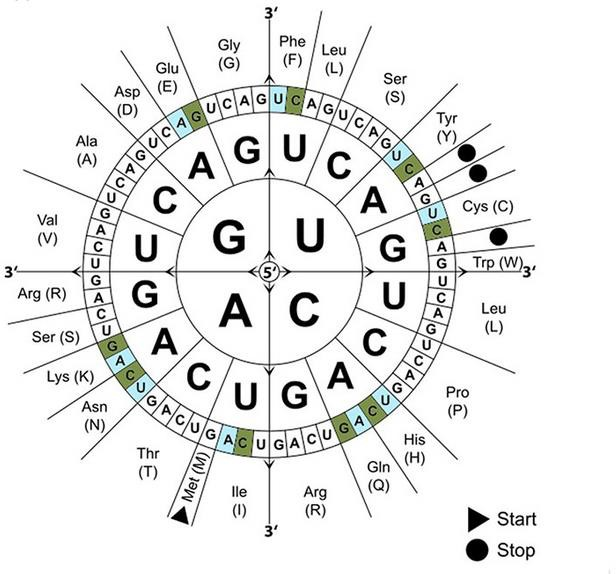 3'
Phe
(F)
Leu
(L)
Ser
(S)
Tyr
(Y)
Cys (C)
Trp (W)
3'
Leu
(L)
Pro
(P)
His
(H)
Gln
(Q)
Arg
(R)
3'
Ile
(I)
Met (M)
Thr
(T)
Asn
(N)
Lys (K)
Ser (S)
Arg (R)
3'
Val
(V)
Ala
(A)
Asp
(D)
Glu
(E)
Gly
(G)
U C A G U C A G U C A G U C A G
U C A G U C A G U C A G U C A G
U C A G U C A G U C A G U C A G
U C A G U C A G U C A G U C A G
U C A G
U C A G
U C A G
U C A G
G U
5'
A C
Start
Stop